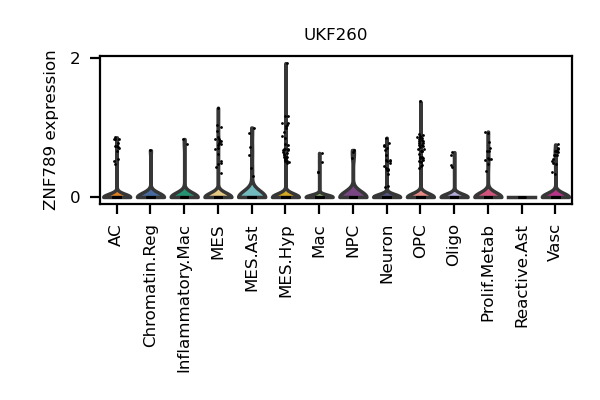 UKF260
ZNF789 expression
2
0
AC
Chromatin.Reg
Inflammatory.Mac
MES
MES.Ast
MES.Hyp
Mac
NPC
Neuron
OPC
Oligo
Prolif.Metab
Reactive.Ast
Vasc